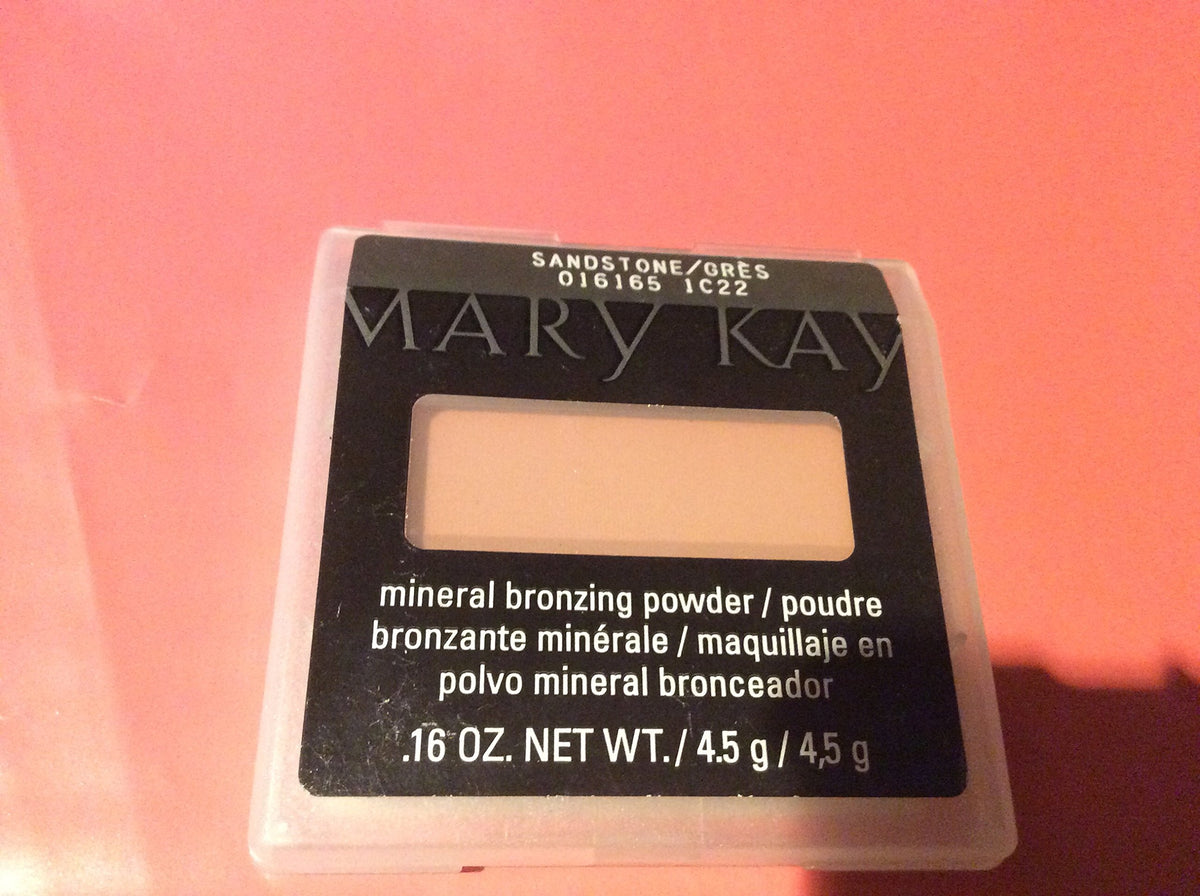 SANDSTONE/GRÈS
016165 1C22
MARY KAY
mineral bronzing powder / poudre
bronzante minérale / maquillaje en
polvo mineral bronceador
.16 OZ. NET WT. / 4.5 g / 4,5 g